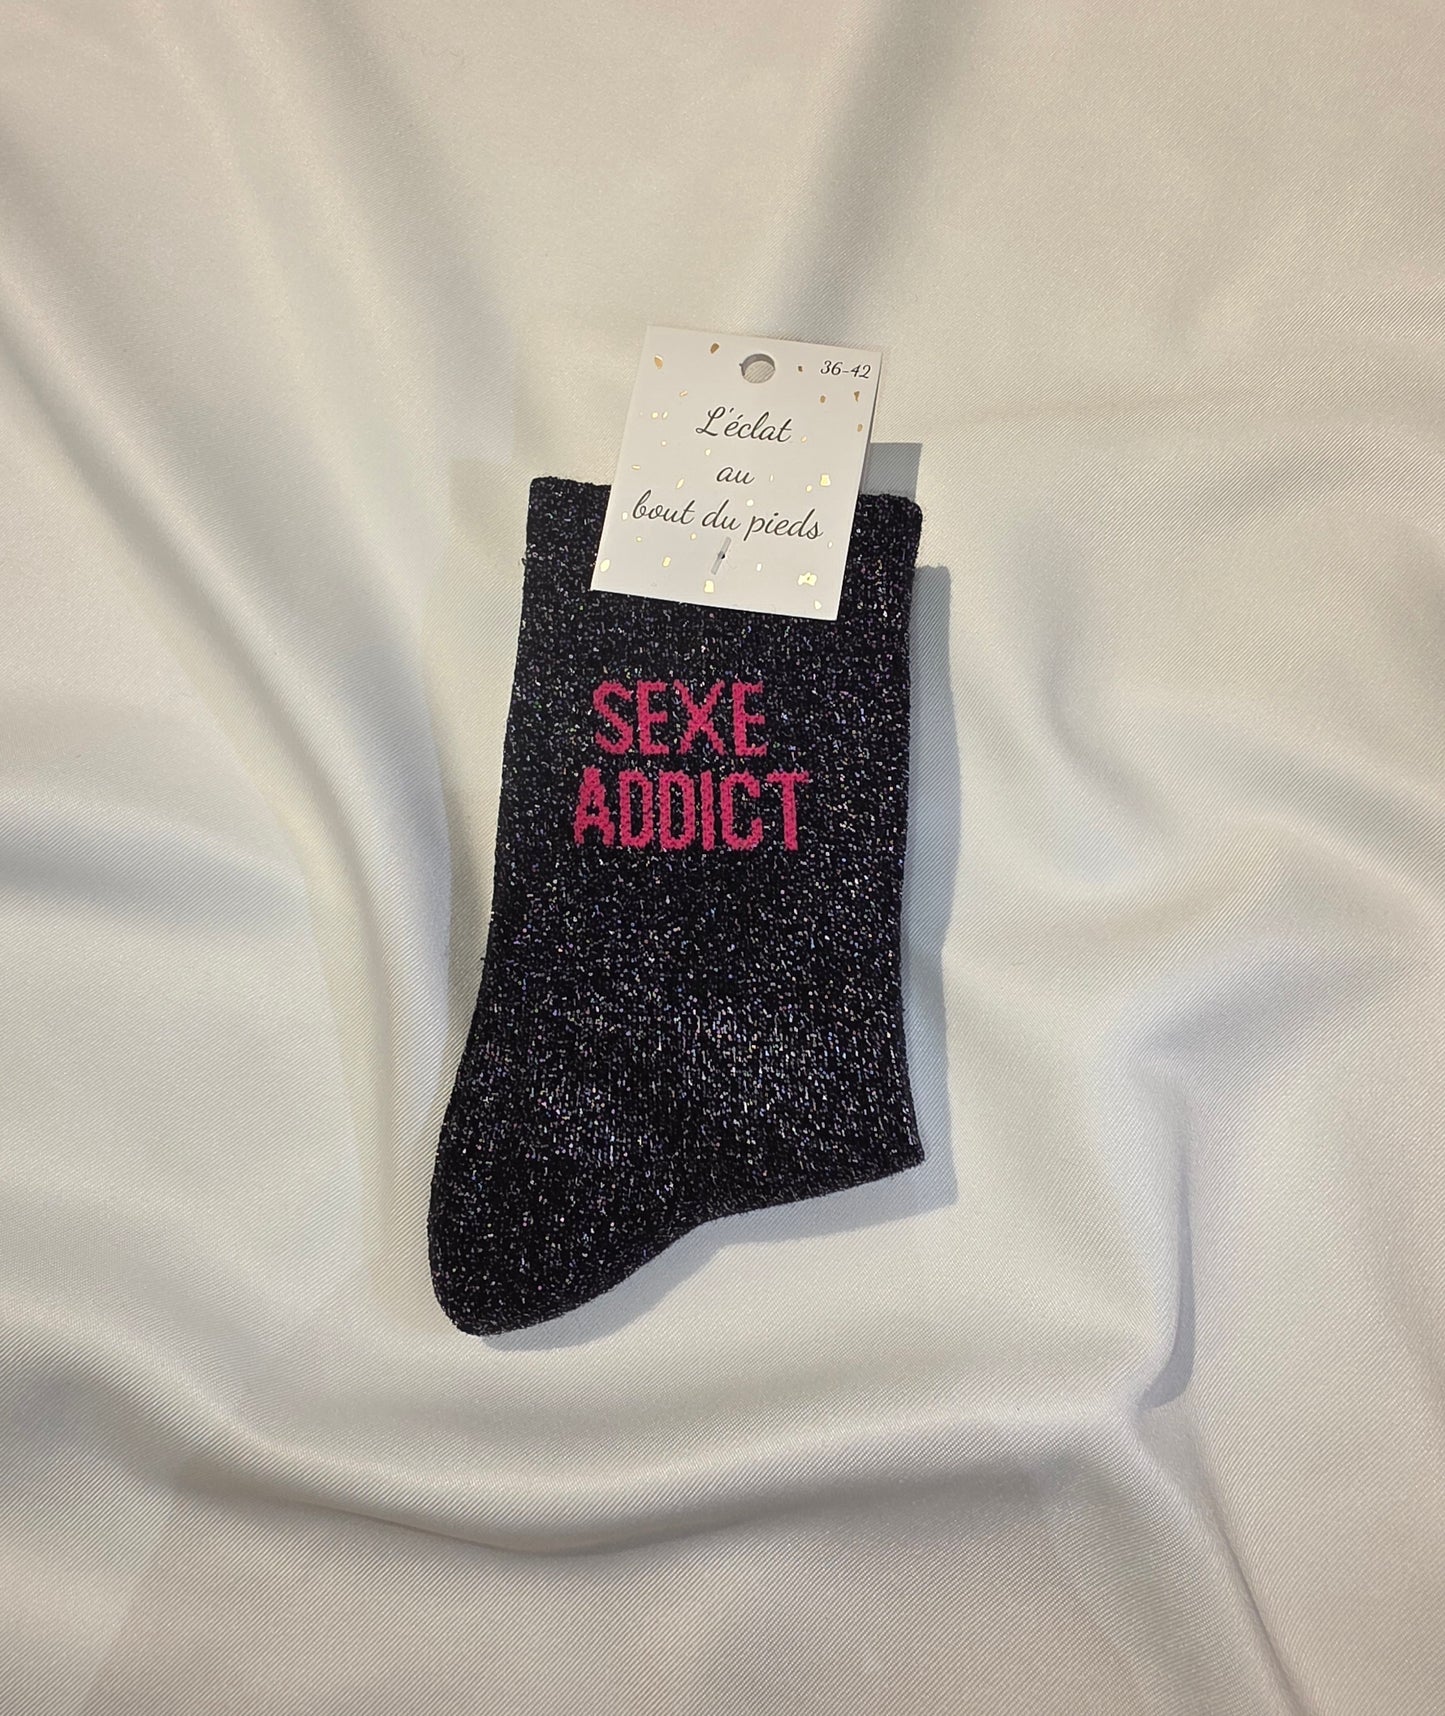 36-42
L'éclat
au
bout du pieds
SEXE
ADDICT